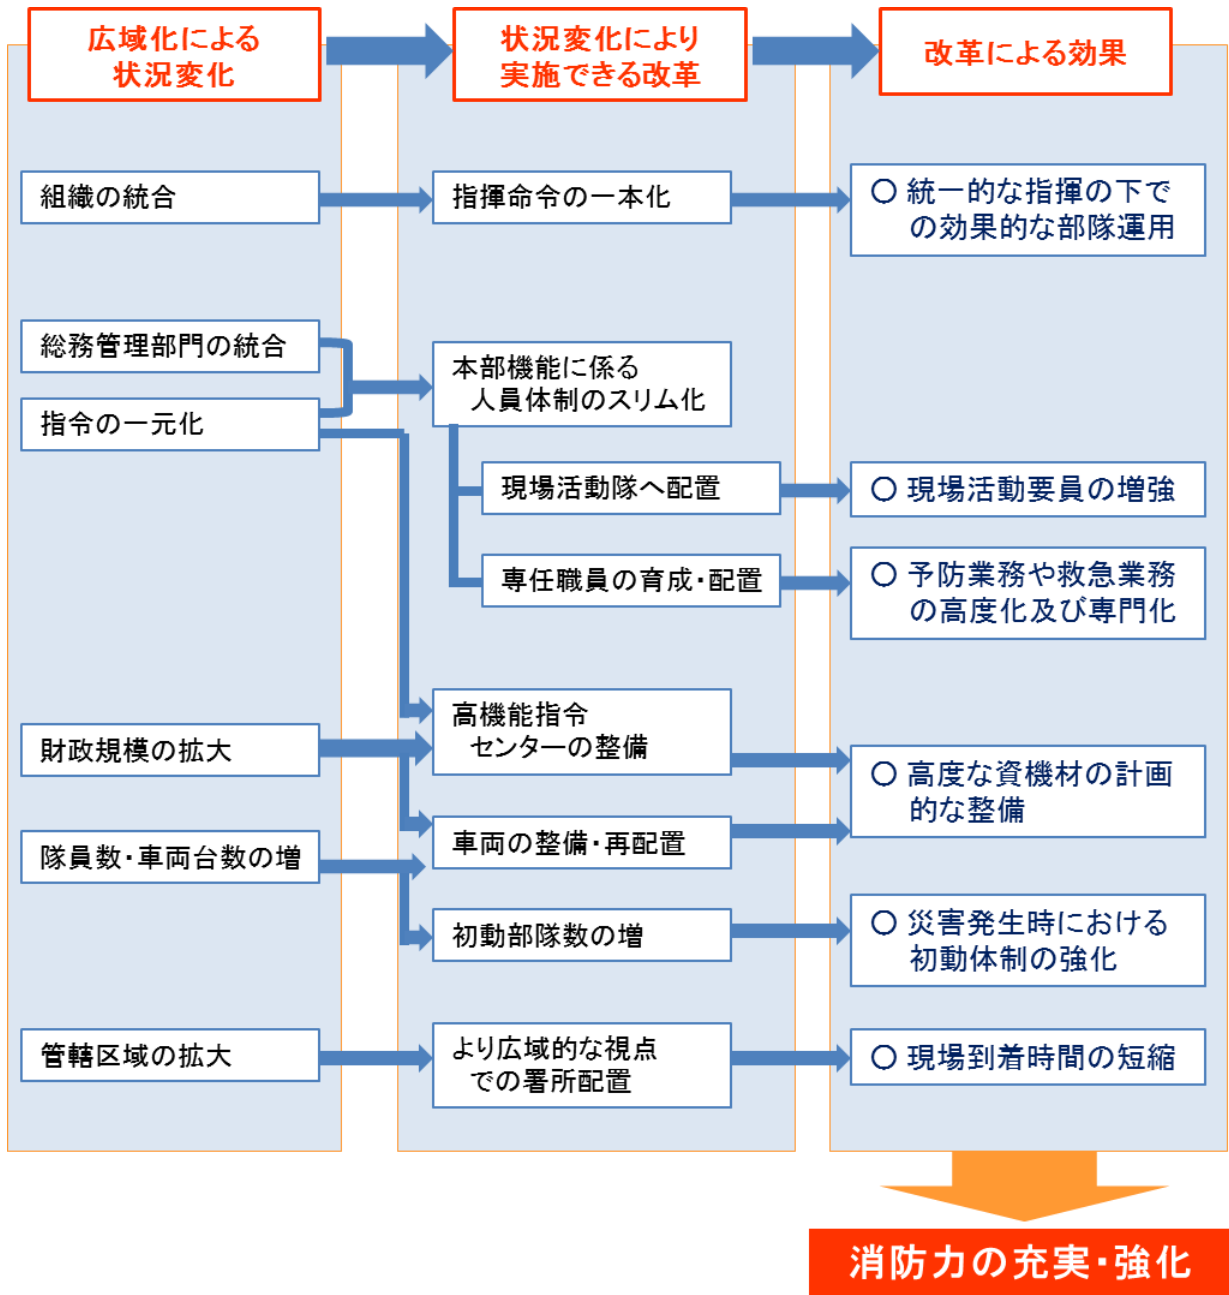 広域化による
状況変化
状況変化により
実施できる改革
改革による効果
組織の統合
指揮命令の一本化
○ 統一的な指揮の下で
の効果的な部隊運用
総務管理部門の統合
指令の一元化
本部機能に係る
人員体制のスリム化
現場活動隊へ配置
○ 現場活動要員の増強
専任職員の育成・配置
○ 予防業務や救急業務
の高度化及び専門化
財政規模の拡大
高機能指令
センターの整備
○ 高度な資機材の計画
的な整備
隊員数・車両台数の増
車両の整備・再配置
初動部隊数の増
○ 災害発生時における
初動体制の強化
管轄区域の拡大
より広域的な視点
での署所配置
○ 現場到着時間の短縮
消防力の充実・強化